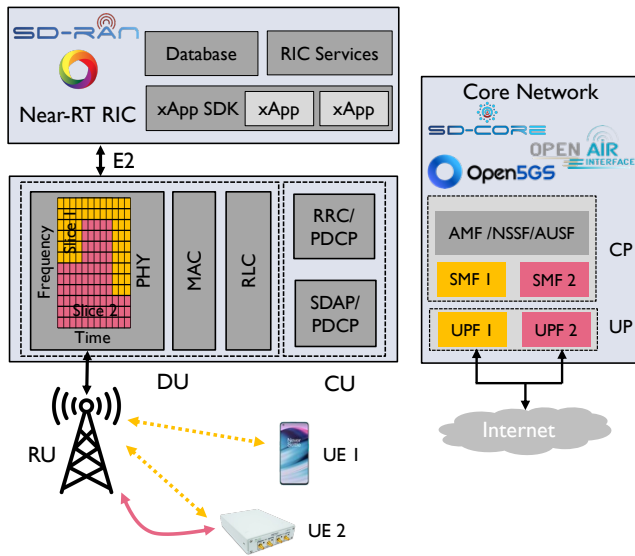 SD-RAN
Near-RT RIC
Database
RIC Services
xApp SDK
xApp
xApp
E2
Frequency
Slice 1
Slice 2
Time
PHY
MAC
RLC
RRC/
PDCP
SDAP/
PDCP
DU
CU
RU
UE 1
UE 2
Core Network
SD-CORE
OPEN AIR
INTERFACE
Open5GS
AMF /NSSF/AUSF
CP
SMF 1
SMF 2
UPF 1
UPF 2
UP
Internet